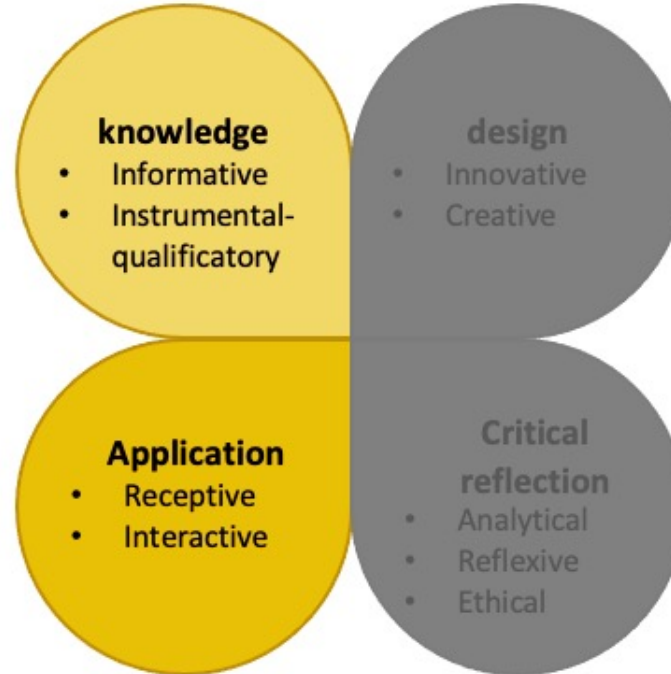 knowledge
• Informative
• Instrumental-
qualificatory
design
• Innovative
• Creative
Application
• Receptive
• Interactive
Critical
reflection
• Analytical
• Reflexive
• Ethical